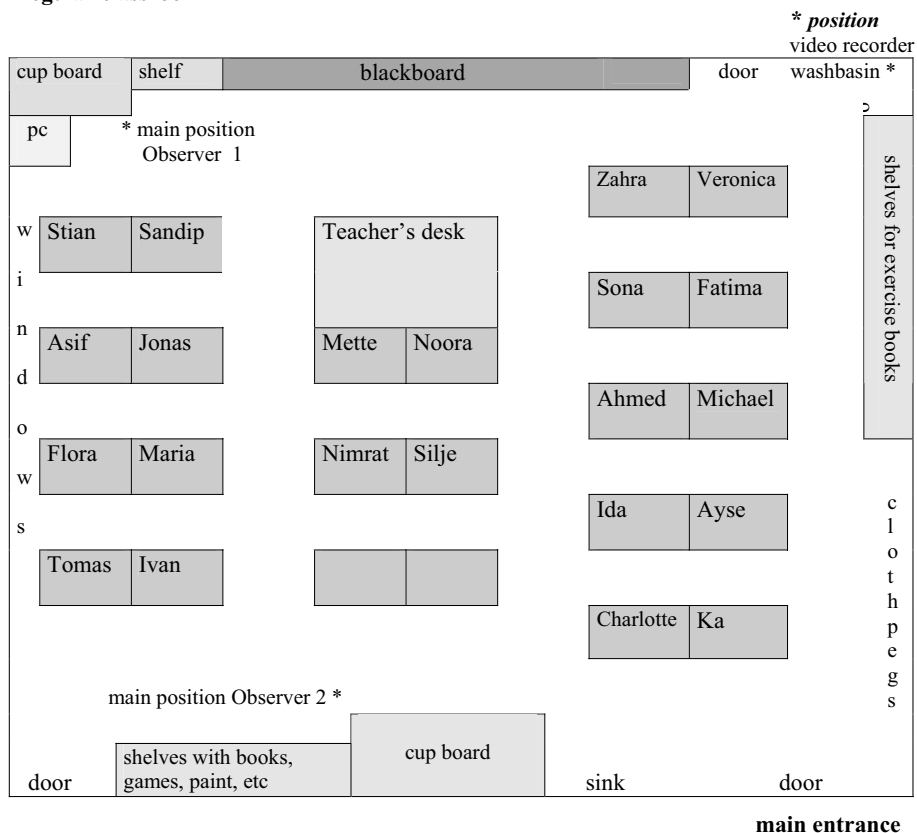 * position
video recorder
cup board shelf blackboard door washbasin *
pc * main position
Observer 1
Zahra Veronica
shelves for exercise books
windows
Stian Sandip Teacher's desk
Sona Fatima
Asif Jonas Mette Noora
Ahmed Michael
Flora Maria Nimrat Silje
Ida Ayse
clothpegs
Tomas Ivan
Charlotte Ka
main position Observer 2 *
shelves with books,
games, paint, etc
cup board
door sink door
main entrance